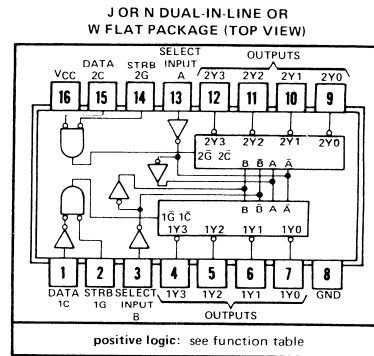 J OR N DUAL-IN-LINE OR
W FLAT PACKAGE (TOP VIEW)
VCC
DATA
2C
STRB
2G
SELECT
INPUT
A
OUTPUTS
2Y3 2Y2 2Y1 2Y0
16 15 14 13 12 11 10 9
2Y3 2Y2 2Y1 2Y0
2G̅ 2C̅
B B̅ A A̅
B B̅ A A̅
1G̅ 1C̅
1Y3 1Y2 1Y1 1Y0
1 2 3 4 5 6 7 8
DATA
1C
STRB
1G
SELECT
INPUT
B
1Y3 1Y2 1Y1 1Y0
OUTPUTS
GND
positive logic: see function table